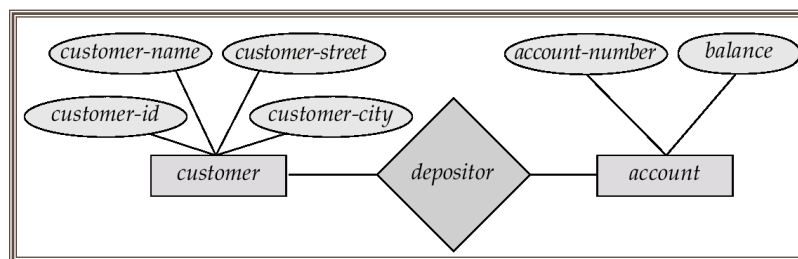 customer-name customer-street account-number balance
customer-id customer-city
customer depositor account